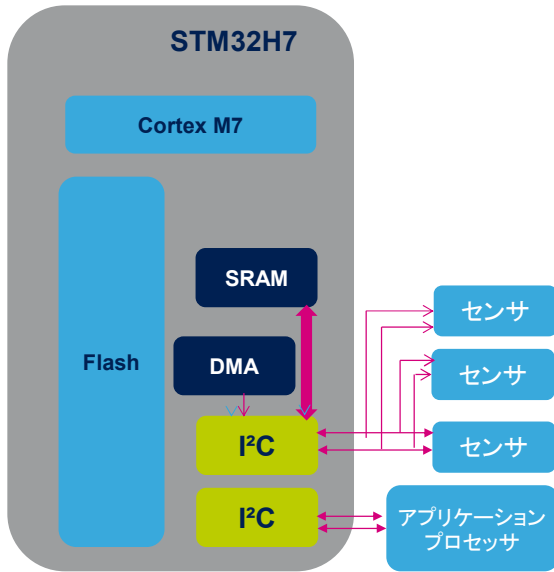 STM32H7
Cortex M7
Flash
SRAM
DMA
I²C
I²C
センサ
センサ
センサ
アプリケーション
プロセッサ